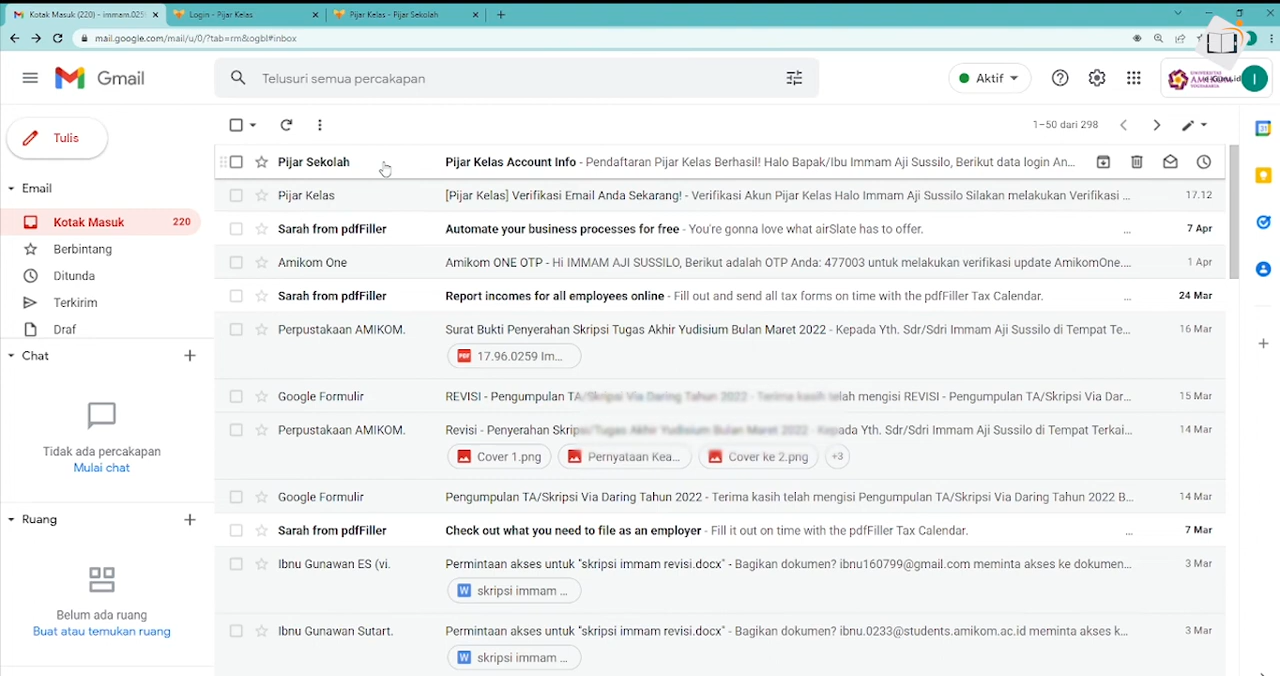 Kotak Masuk (220) - immam.025
Login - Pijar Kelas
Pijar Kelas - Pijar Sekolah
mail.google.com/mail/u/0/?tab=rm&ogbl#inbox
Gmail
Telusuri semua percakapan
Aktif
I
Tulis
1–50 dari 298
Email
Kotak Masuk 220
Berbintang
Ditunda
Terkirim
Draf
Chat
Tidak ada percakapan
Mulai chat
Ruang
Belum ada ruang
Buat atau temukan ruang
Pijar Sekolah Pijar Kelas Account Info - Pendaftaran Pijar Kelas Berhasil! Halo Bapak/Ibu Immam Aji Sussilo, Berikut data login An...
Pijar Kelas [Pijar Kelas] Verifikasi Email Anda Sekarang! - Verifikasi Akun Pijar Kelas Halo Immam Aji Sussilo Silakan melakukan Verifikasi ... 17.12
Sarah from pdfFiller Automate your business processes for free - You're gonna love what airSlate has to offer. ... 7 Apr
Amikom One Amikom ONE OTP - Hi IMMAM AJI SUSSILO, Berikut adalah OTP Anda: 477003 untuk melakukan verifikasi update AmikomOne.... 1 Apr
Sarah from pdfFiller Report incomes for all employees online - Fill out and send all tax forms on time with the pdfFiller Tax Calendar. ... 24 Mar
Perpustakaan AMIKOM. Surat Bukti Penyerahan Skripsi Tugas Akhir Yudisium Bulan Maret 2022 - Kepada Yth. Sdr/Sdri Immam Aji Sussilo di Tempat Te... 16 Mar
PDF 17.96.0259 Im...
Google Formulir REVISI - Pengumpulan TA/Skripsi Via Daring Tahun 2022 - Terima kasih telah mengisi REVISI - Pengumpulan TA/Skripsi Via Dar... 15 Mar
Perpustakaan AMIKOM. Revisi - Penyerahan Skripsi/Tugas Akhir Yudisium Bulan Maret 2022 - Kepada Yth. Sdr/Sdri Immam Aji Sussilo di Tempat Terkai... 14 Mar
Cover 1.png Pernyataan Kea... Cover ke 2.png +3
Google Formulir Pengumpulan TA/Skripsi Via Daring Tahun 2022 - Terima kasih telah mengisi Pengumpulan TA/Skripsi Via Daring Tahun 2022 B... 14 Mar
Sarah from pdfFiller Check out what you need to file as an employer - Fill it out on time with the pdfFiller Tax Calendar. ... 7 Mar
Ibnu Gunawan ES (vi. Permintaan akses untuk "skripsi immam revisi.docx" - Bagikan dokumen? ibnu160799@gmail.com meminta akses ke dokumen... 3 Mar
W skripsi immam ...
Ibnu Gunawan Sutart. Permintaan akses untuk "skripsi immam revisi.docx" - Bagikan dokumen? ibnu.0233@students.amikom.ac.id meminta akses k... 3 Mar
W skripsi immam ...